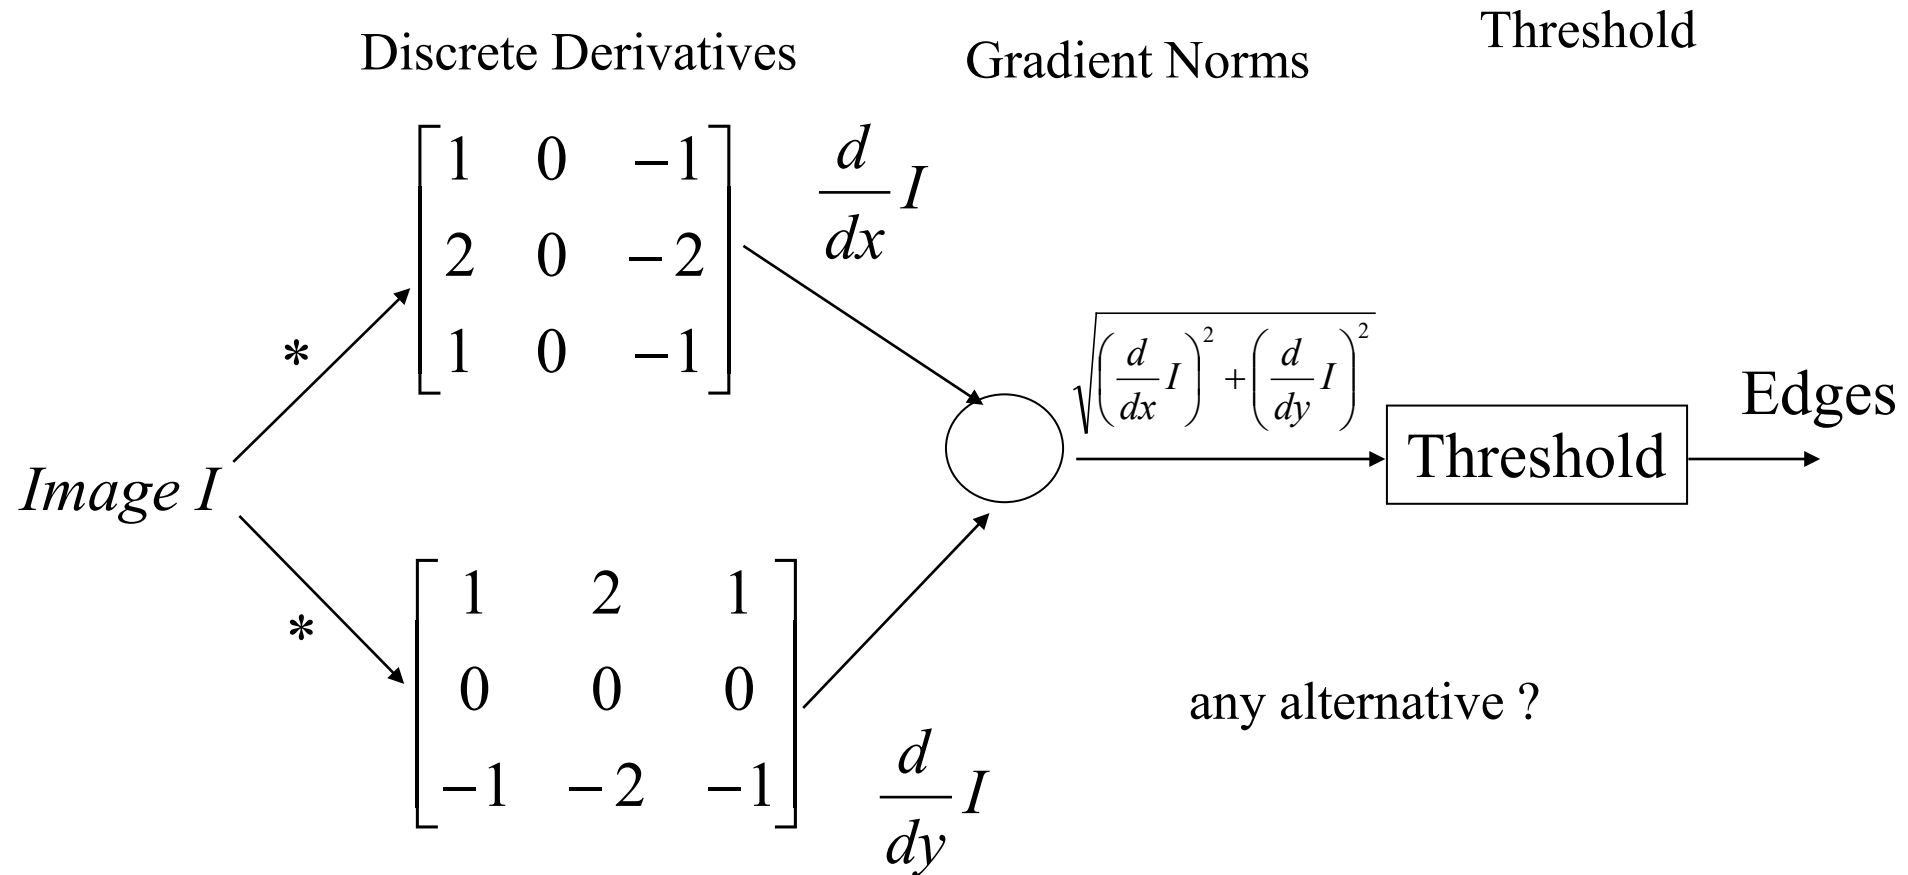 Discrete Derivatives
Gradient Norms
Threshold
[1 0 −1
2 0 −2
1 0 −1]
d/dx I
*
Image I
*
√((d/dx I)² + (d/dy I)²)
Threshold
Edges
[1 2 1
0 0 0
−1 −2 −1]
d/dy I
any alternative ?